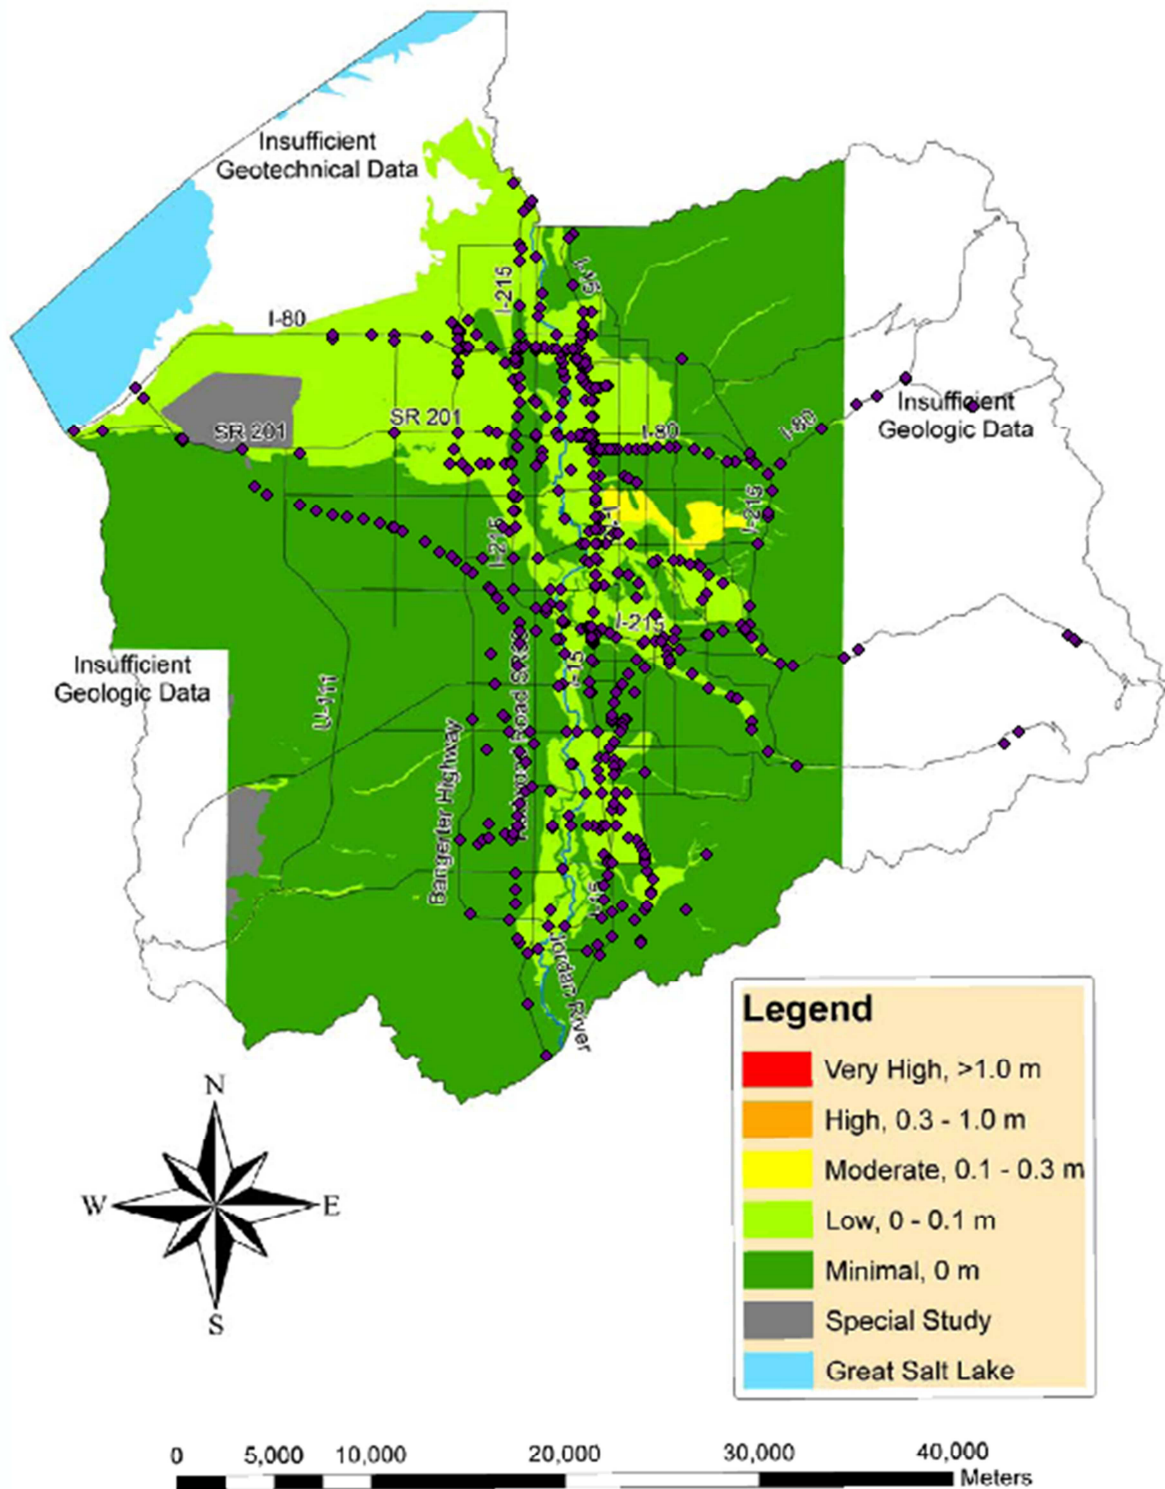 Insufficient
Geotechnical Data
I-215
I-15
I-80
SR 201
SR 201
I-80
I-80
Insufficient
Geologic Data
I-215
I-215
I-215
I-15
Insufficient
Geologic Data
U-111
Bangerter Highway
Road
I-15
Jordan River
Legend
Very High, >1.0 m
High, 0.3 - 1.0 m
Moderate, 0.1 - 0.3 m
Low, 0 - 0.1 m
Minimal, 0 m
Special Study
Great Salt Lake
N
W
E
S
0 5,000 10,000 20,000 30,000 40,000
Meters